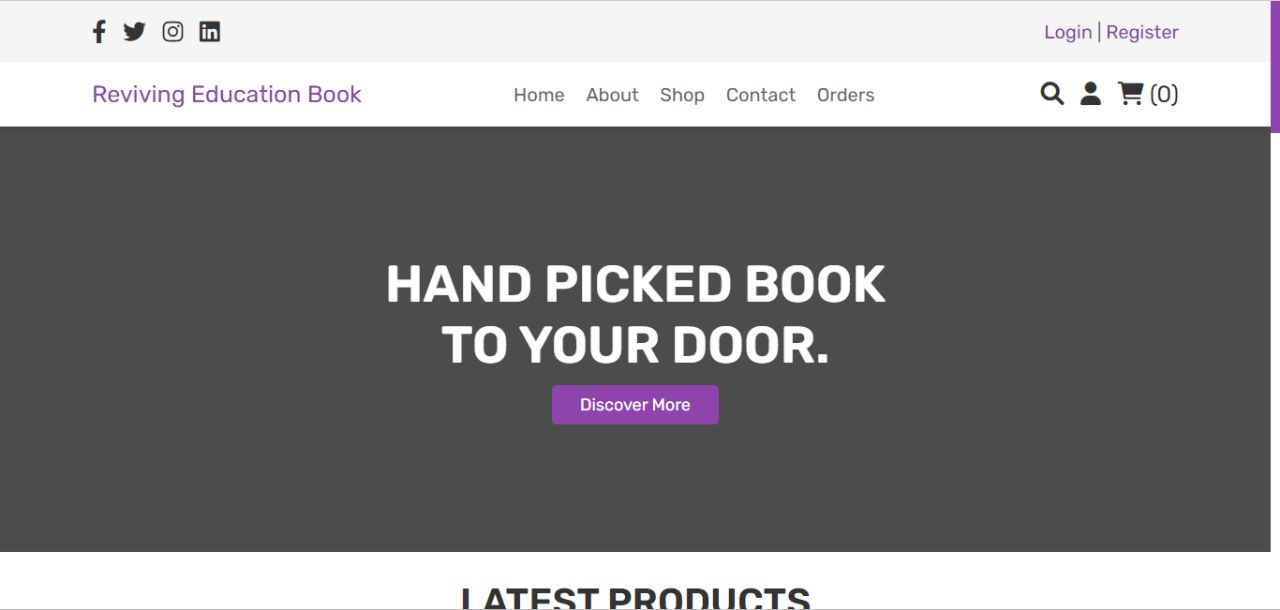 Login | Register
Reviving Education Book
Home About Shop Contact Orders
(0)
HAND PICKED BOOK
TO YOUR DOOR.
Discover More
LATEST PRODUCTS